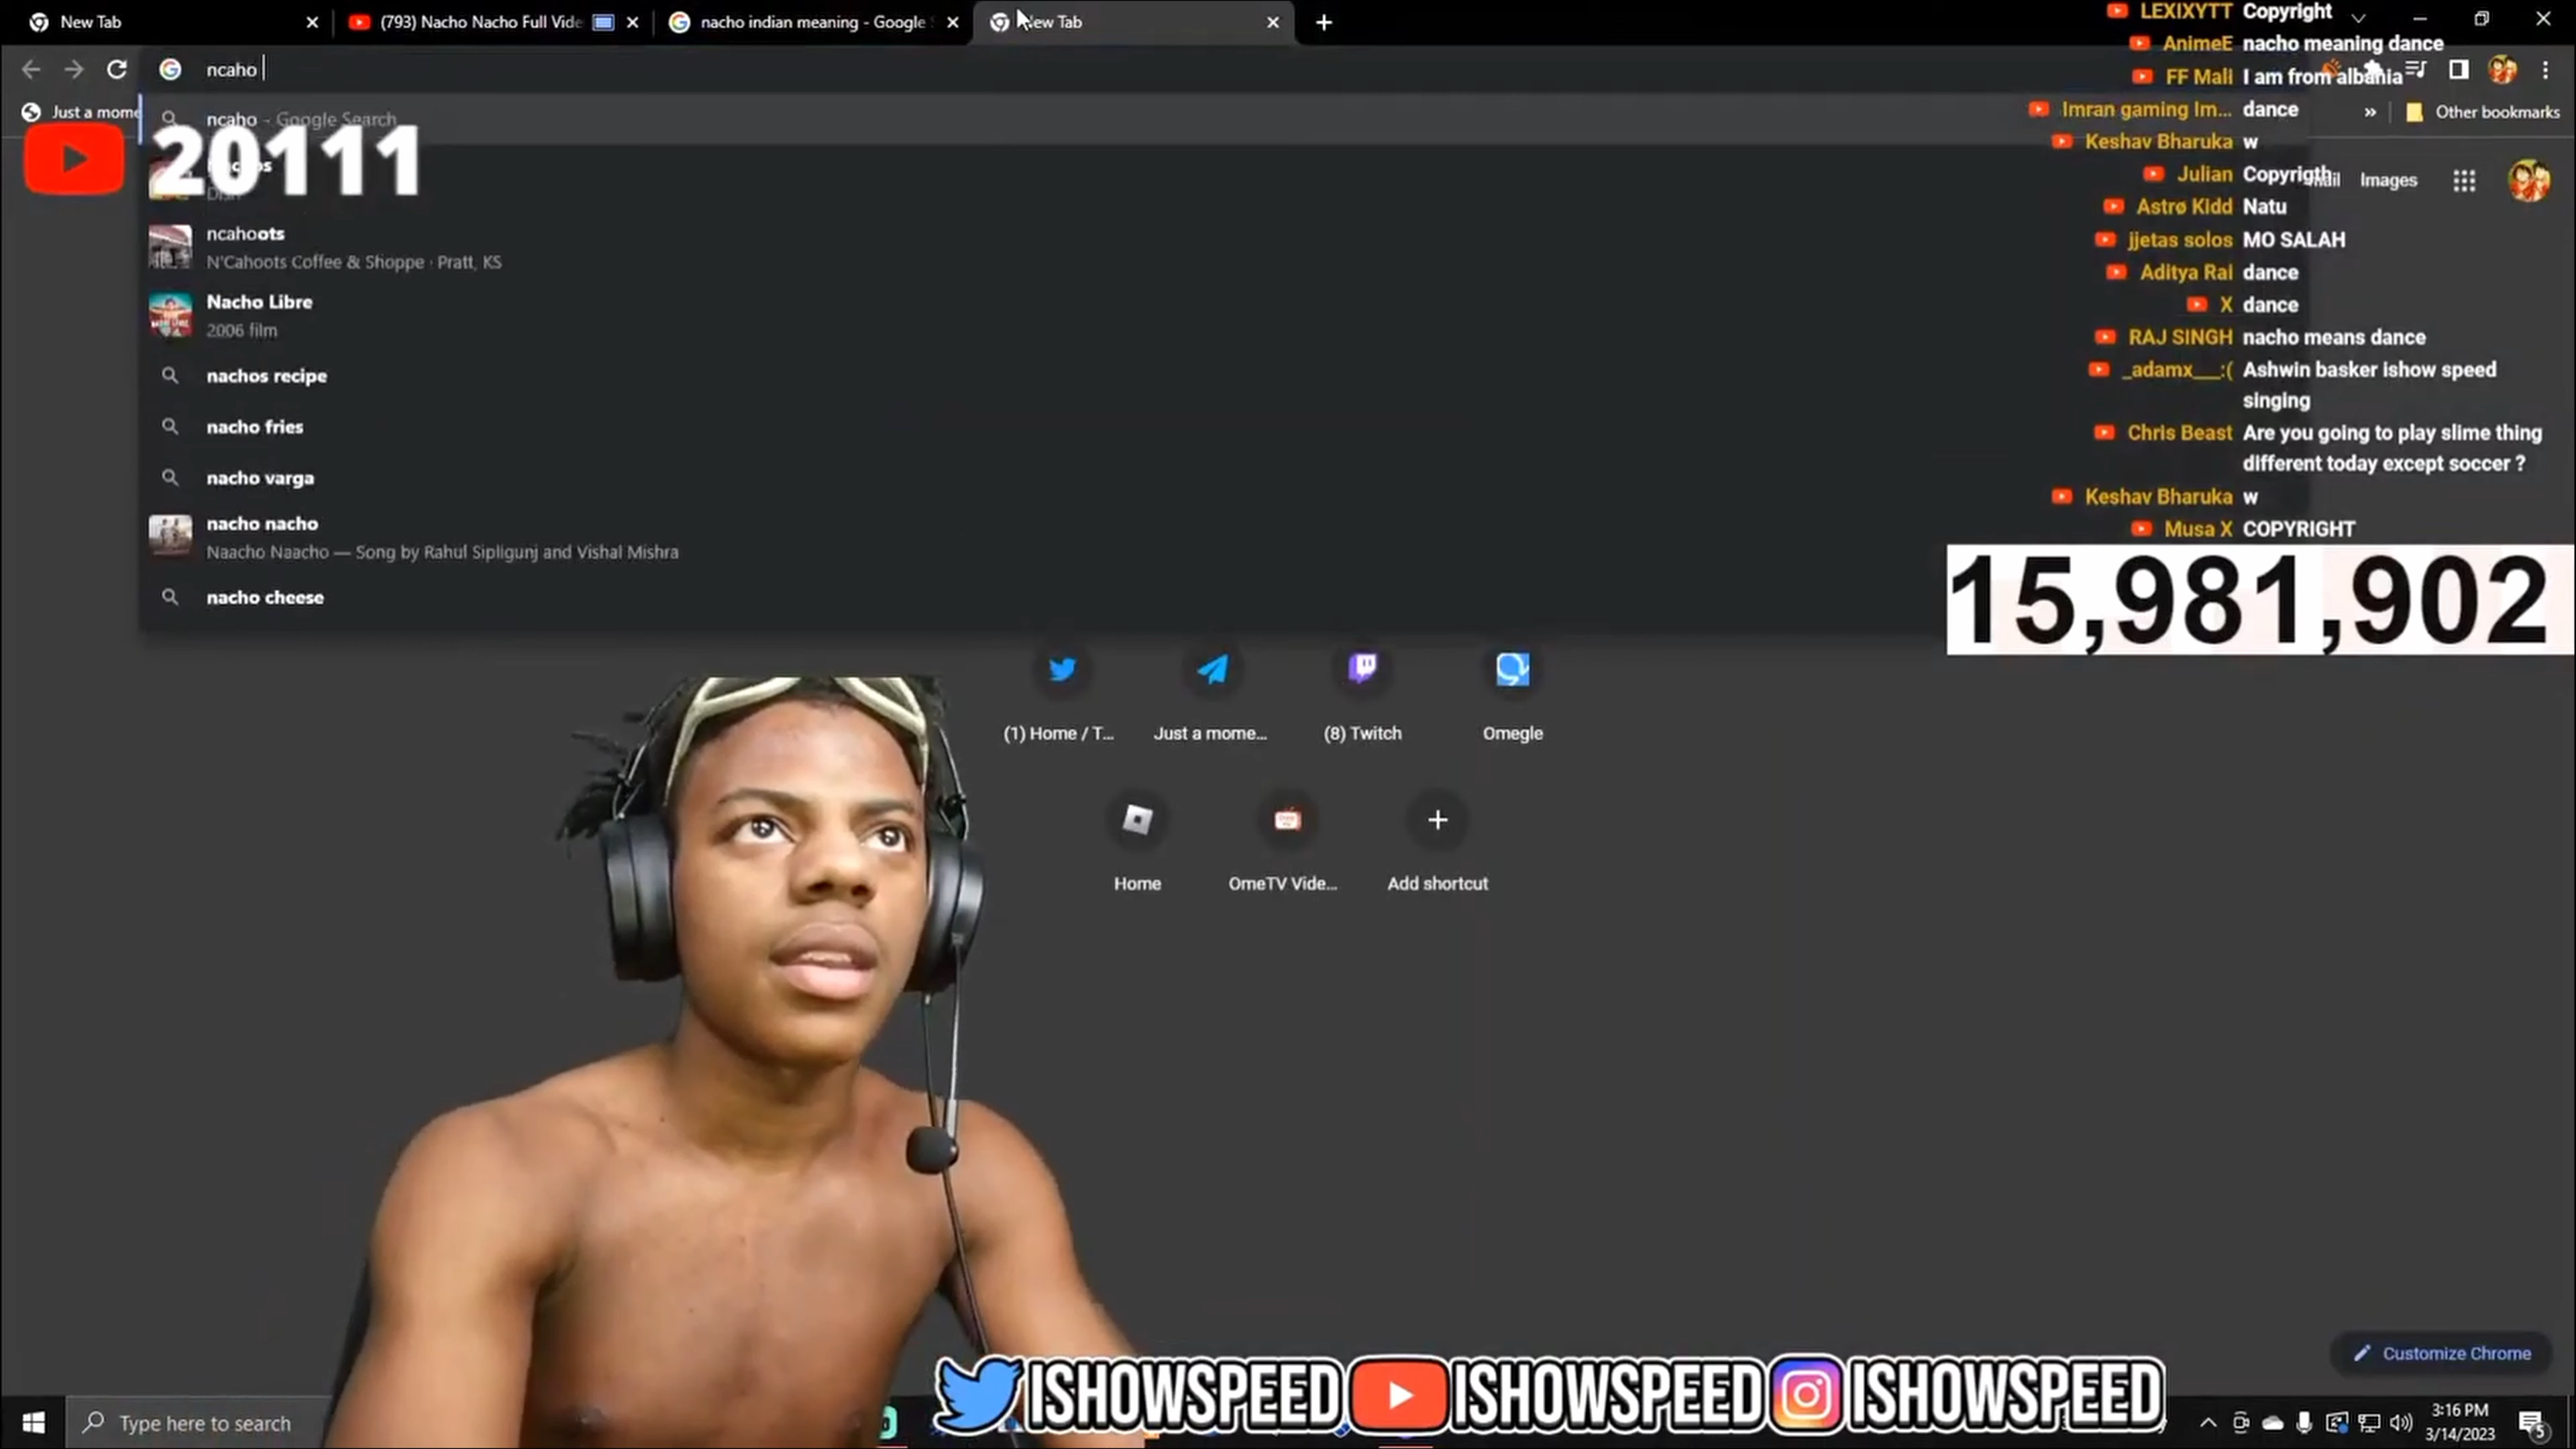 New Tab
(793) Nacho Nacho Full Vide
nacho indian meaning - Google S
New Tab
ncaho
Just a mome
Other bookmarks
ncaho - Google Search
20111
Dish
Images
ncahoots
N'Cahoots Coffee & Shoppe · Pratt, KS
Nacho Libre
2006 film
nachos recipe
nacho fries
nacho varga
nacho nacho
Naacho Naacho — Song by Rahul Sipligunj and Vishal Mishra
nacho cheese
LEXIXYTT Copyright
AnimeE nacho meaning dance
FF Mali I am from albania
Imran gaming Im... dance
Keshav Bharuka w
Julian Copyrigth
Astrø Kidd Natu
jjetas solos MO SALAH
Aditya Rai dance
X dance
RAJ SINGH nacho means dance
_adamx___:( Ashwin basker ishow speed
singing
Chris Beast Are you going to play slime thing
different today except soccer ?
Keshav Bharuka w
Musa X COPYRIGHT
15,981,902
(1) Home / T...
Just a mome...
(8) Twitch
Omegle
Home
OmeTV Vide...
Add shortcut
Customize Chrome
ISHOWSPEED ISHOWSPEED ISHOWSPEED
Type here to search
3:16 PM
3/14/2023
5